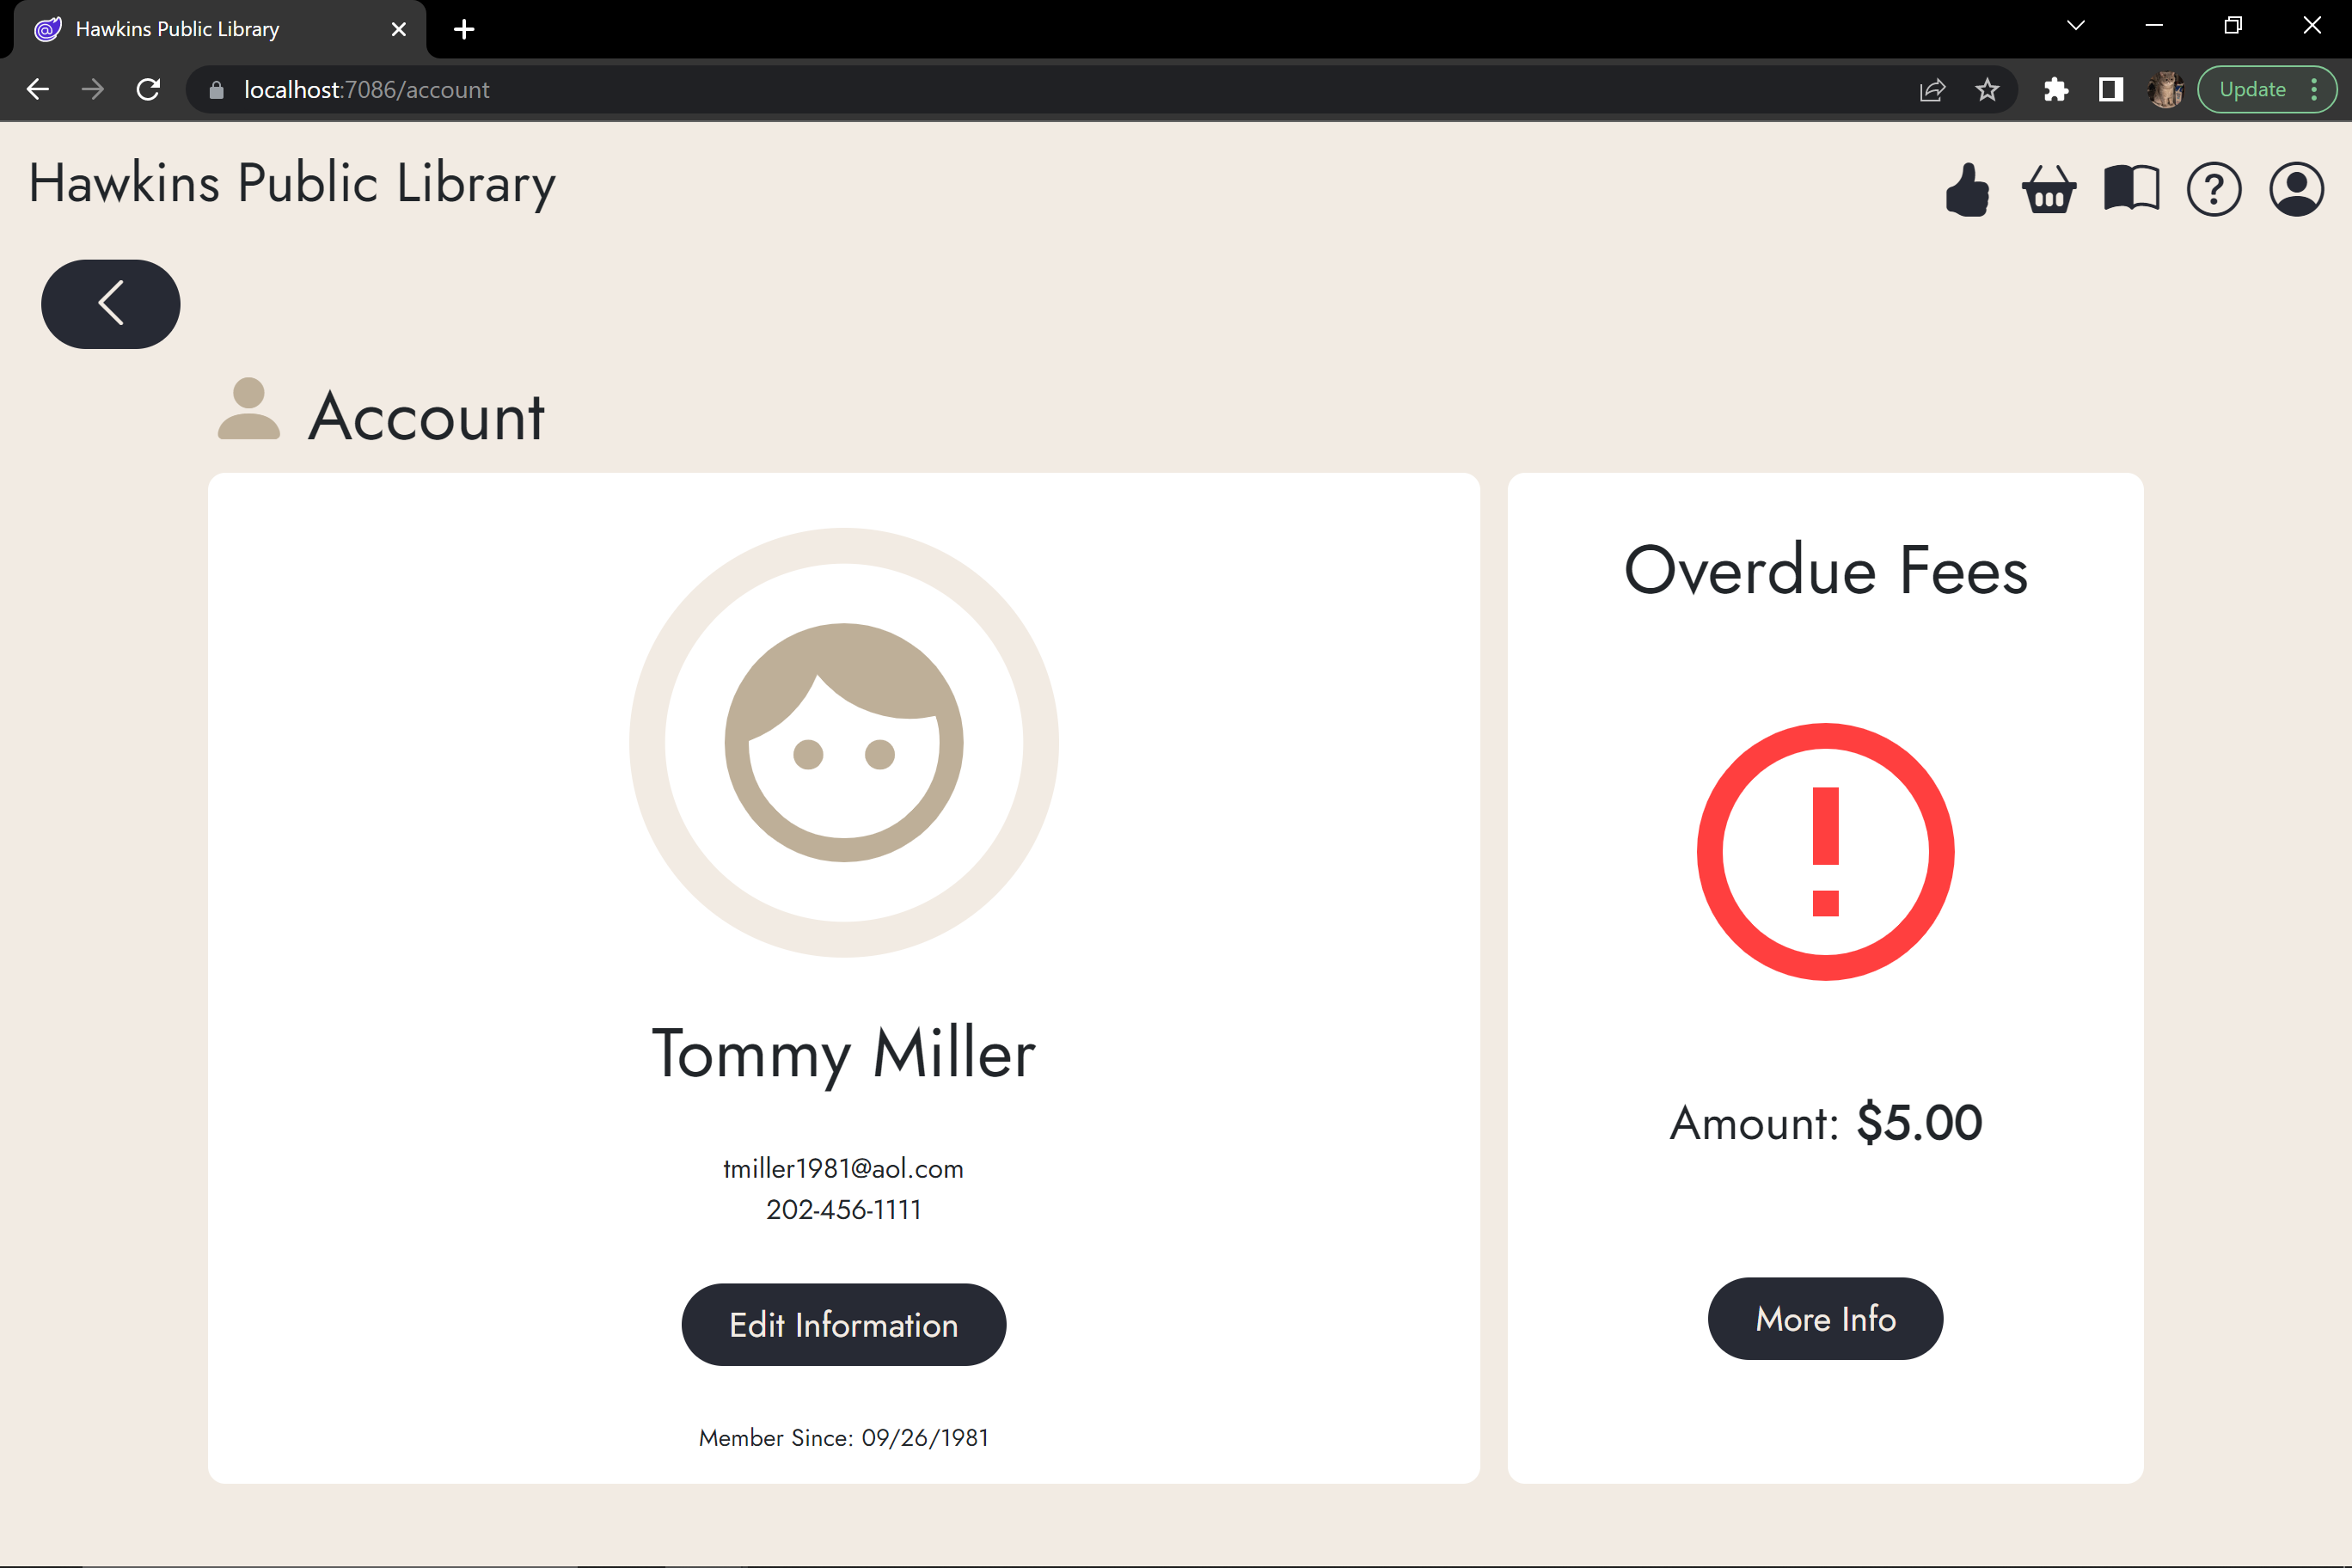 Hawkins Public Library
localhost:7086/account
Update
Hawkins Public Library
Account
Tommy Miller
tmiller1981@aol.com
202-456-1111
Edit Information
Member Since: 09/26/1981
Overdue Fees
Amount: $5.00
More Info